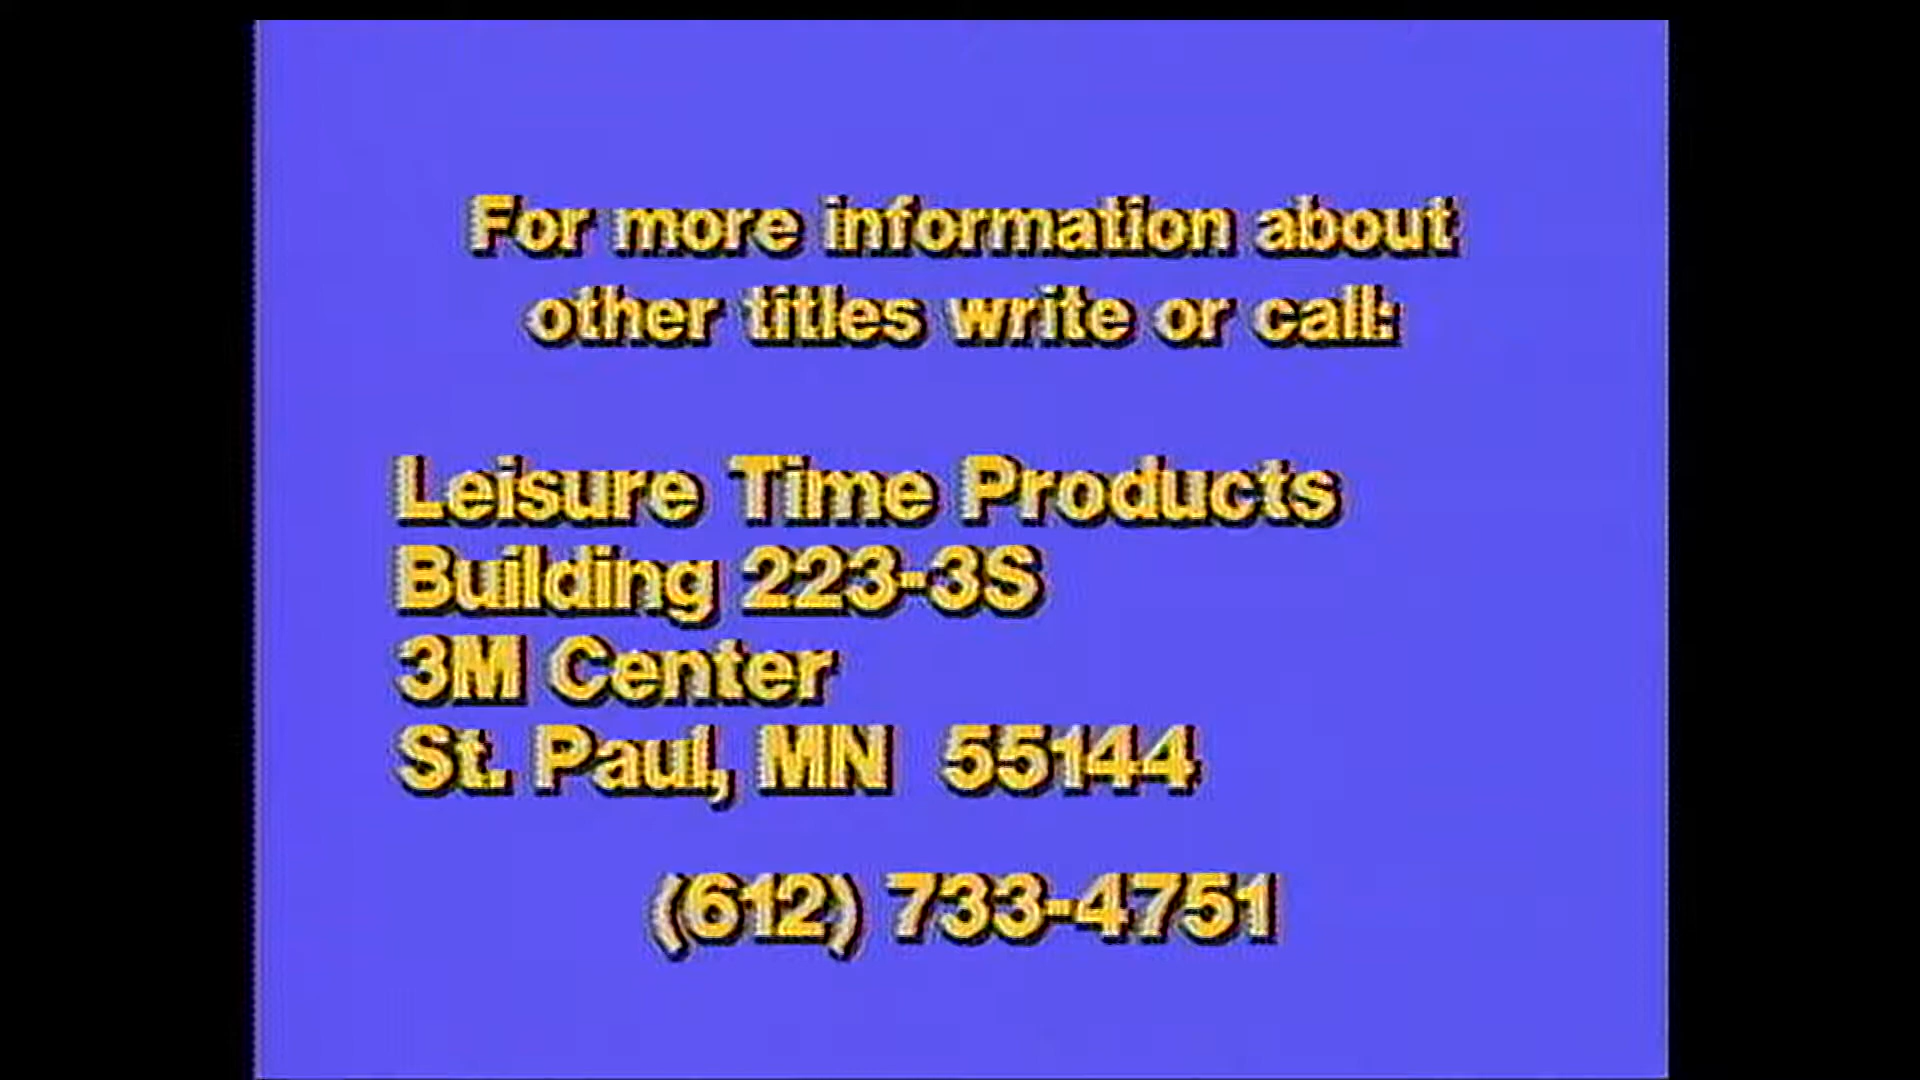 For more information about
other titles write or call:
Leisure Time Products
Building 223-3S
3M Center
St. Paul, MN  55144
(612) 733-4751